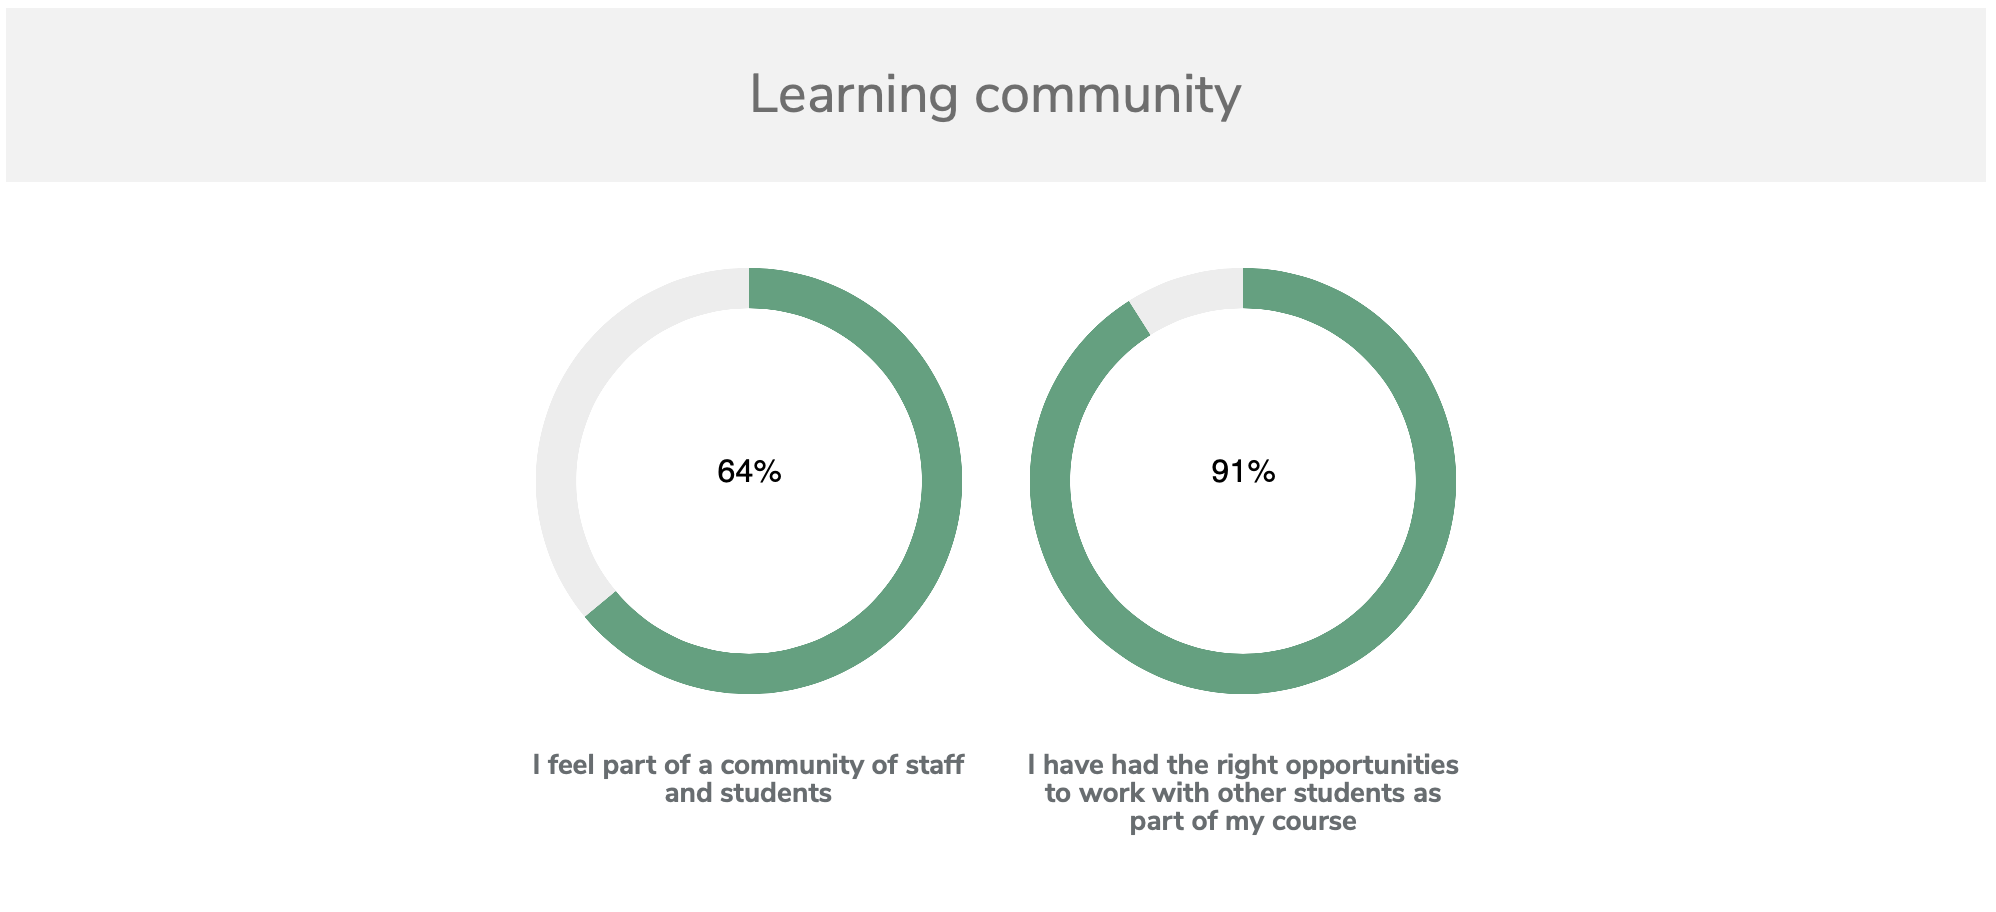 Learning community
64%
91%
I feel part of a community of staff
and students
I have had the right opportunities
to work with other students as
part of my course